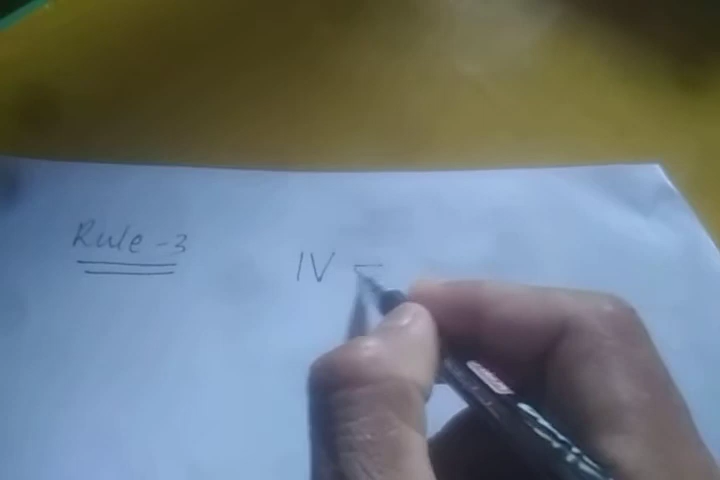 Rule-3
IV =